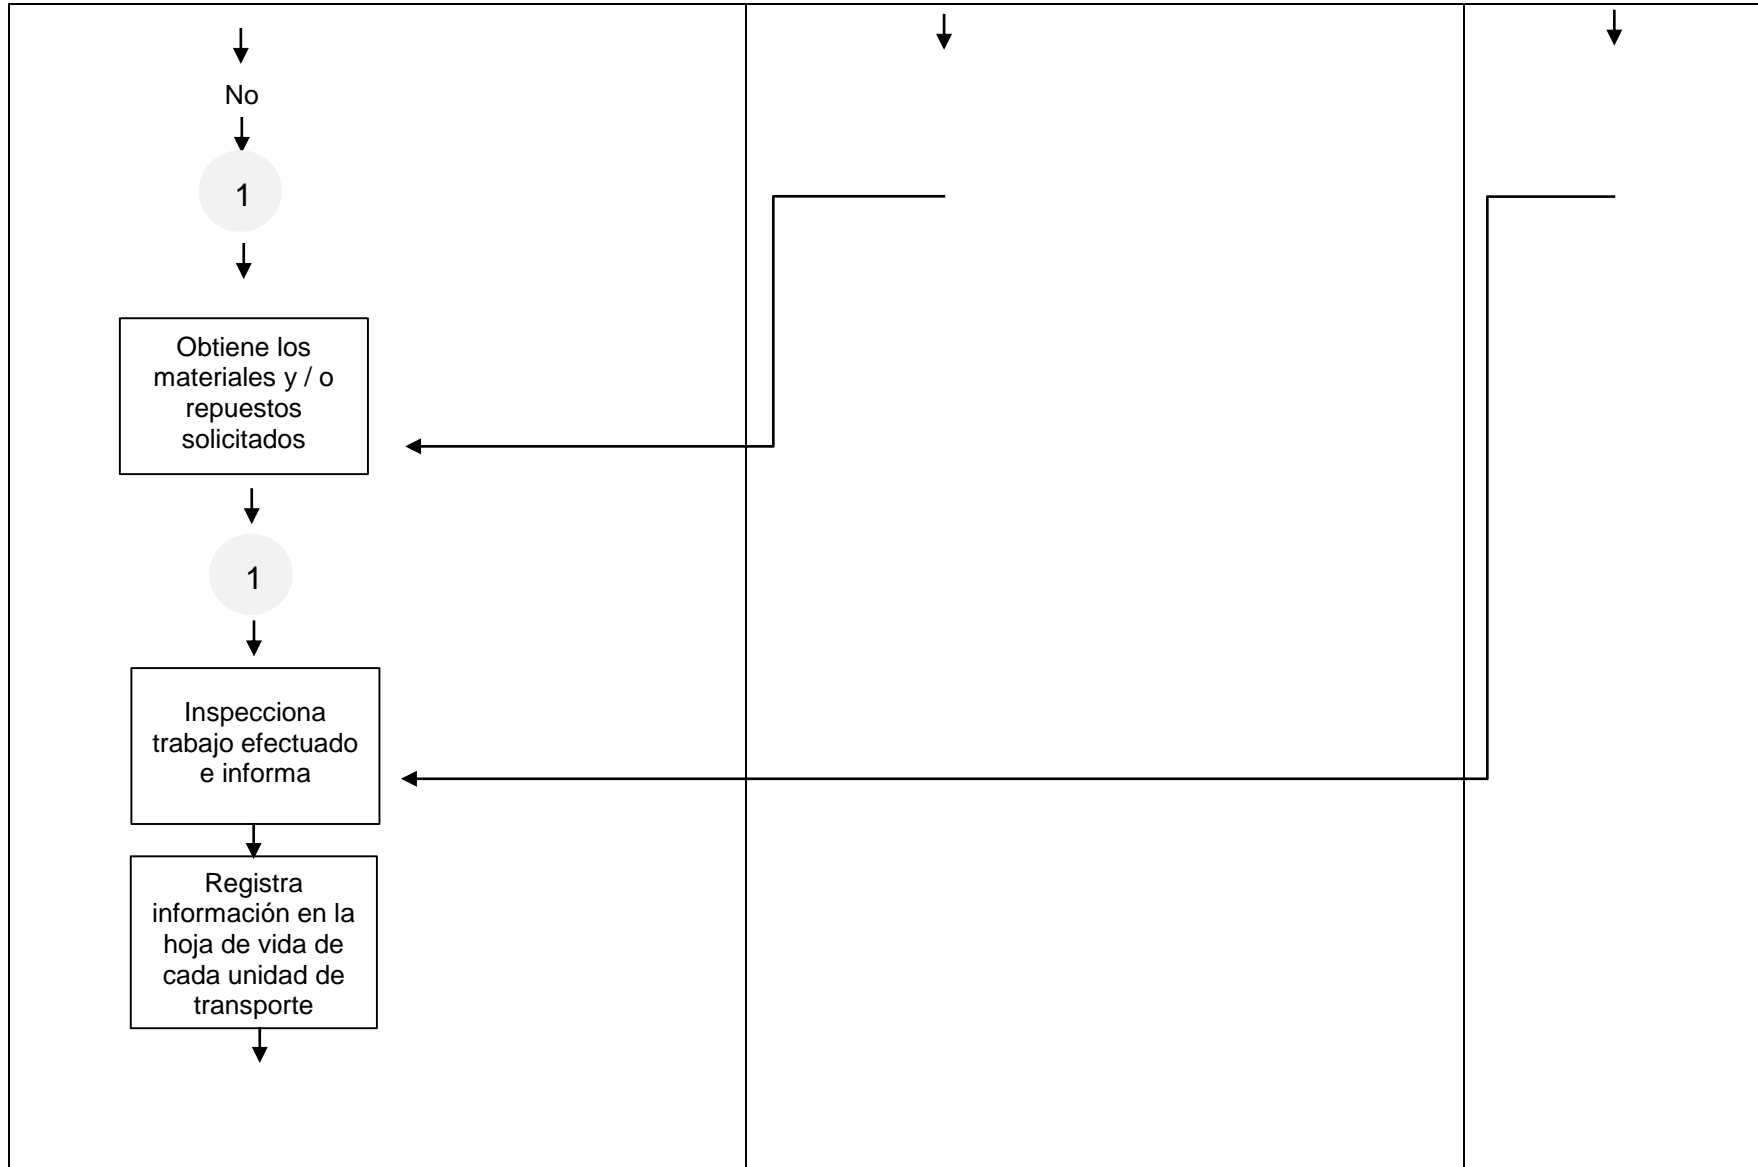 No
1
Obtiene los
materiales y / o
repuestos
solicitados
1
Inspecciona
trabajo efectuado
e informa
Registra
información en la
hoja de vida de
cada unidad de
transporte